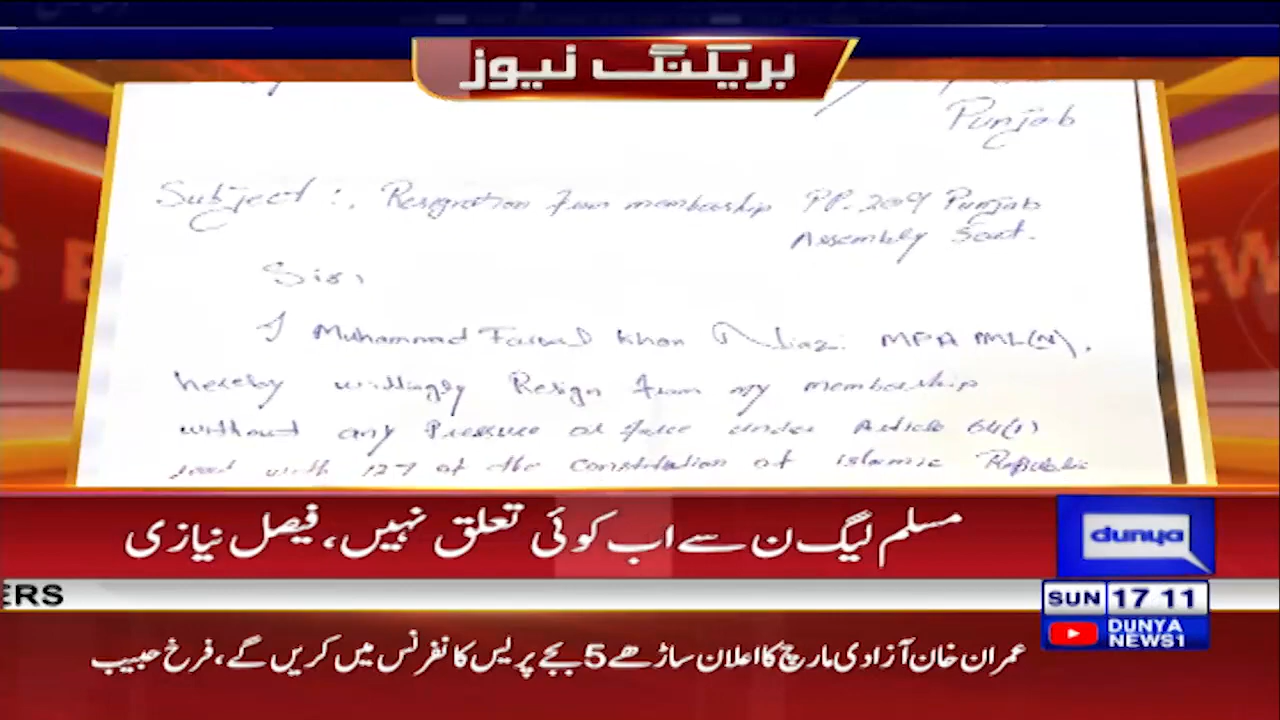 بریکنگ نیوز
Punjab
Subject:. Resignation from membership PP-209 Punjab
Assembly Seat.
Sir,
I Muhammad Faisal Khan Niazi MPA PML(N),
hereby willingly Resign from my membership
without any Pressure or force under Article 64(1)
read with 127 of the Constitution of Islamic Republic
مسلم لیگ ن سے اب کوئی تعلق نہیں، فیصل نیازی
dunya
ERS
SUN 17 11
DUNYA
NEWS1
عمران خان آزادی مارچ کا اعلان ساڑھے 5 بجے پریس کانفرنس میں کریں گے، فرخ حبیب